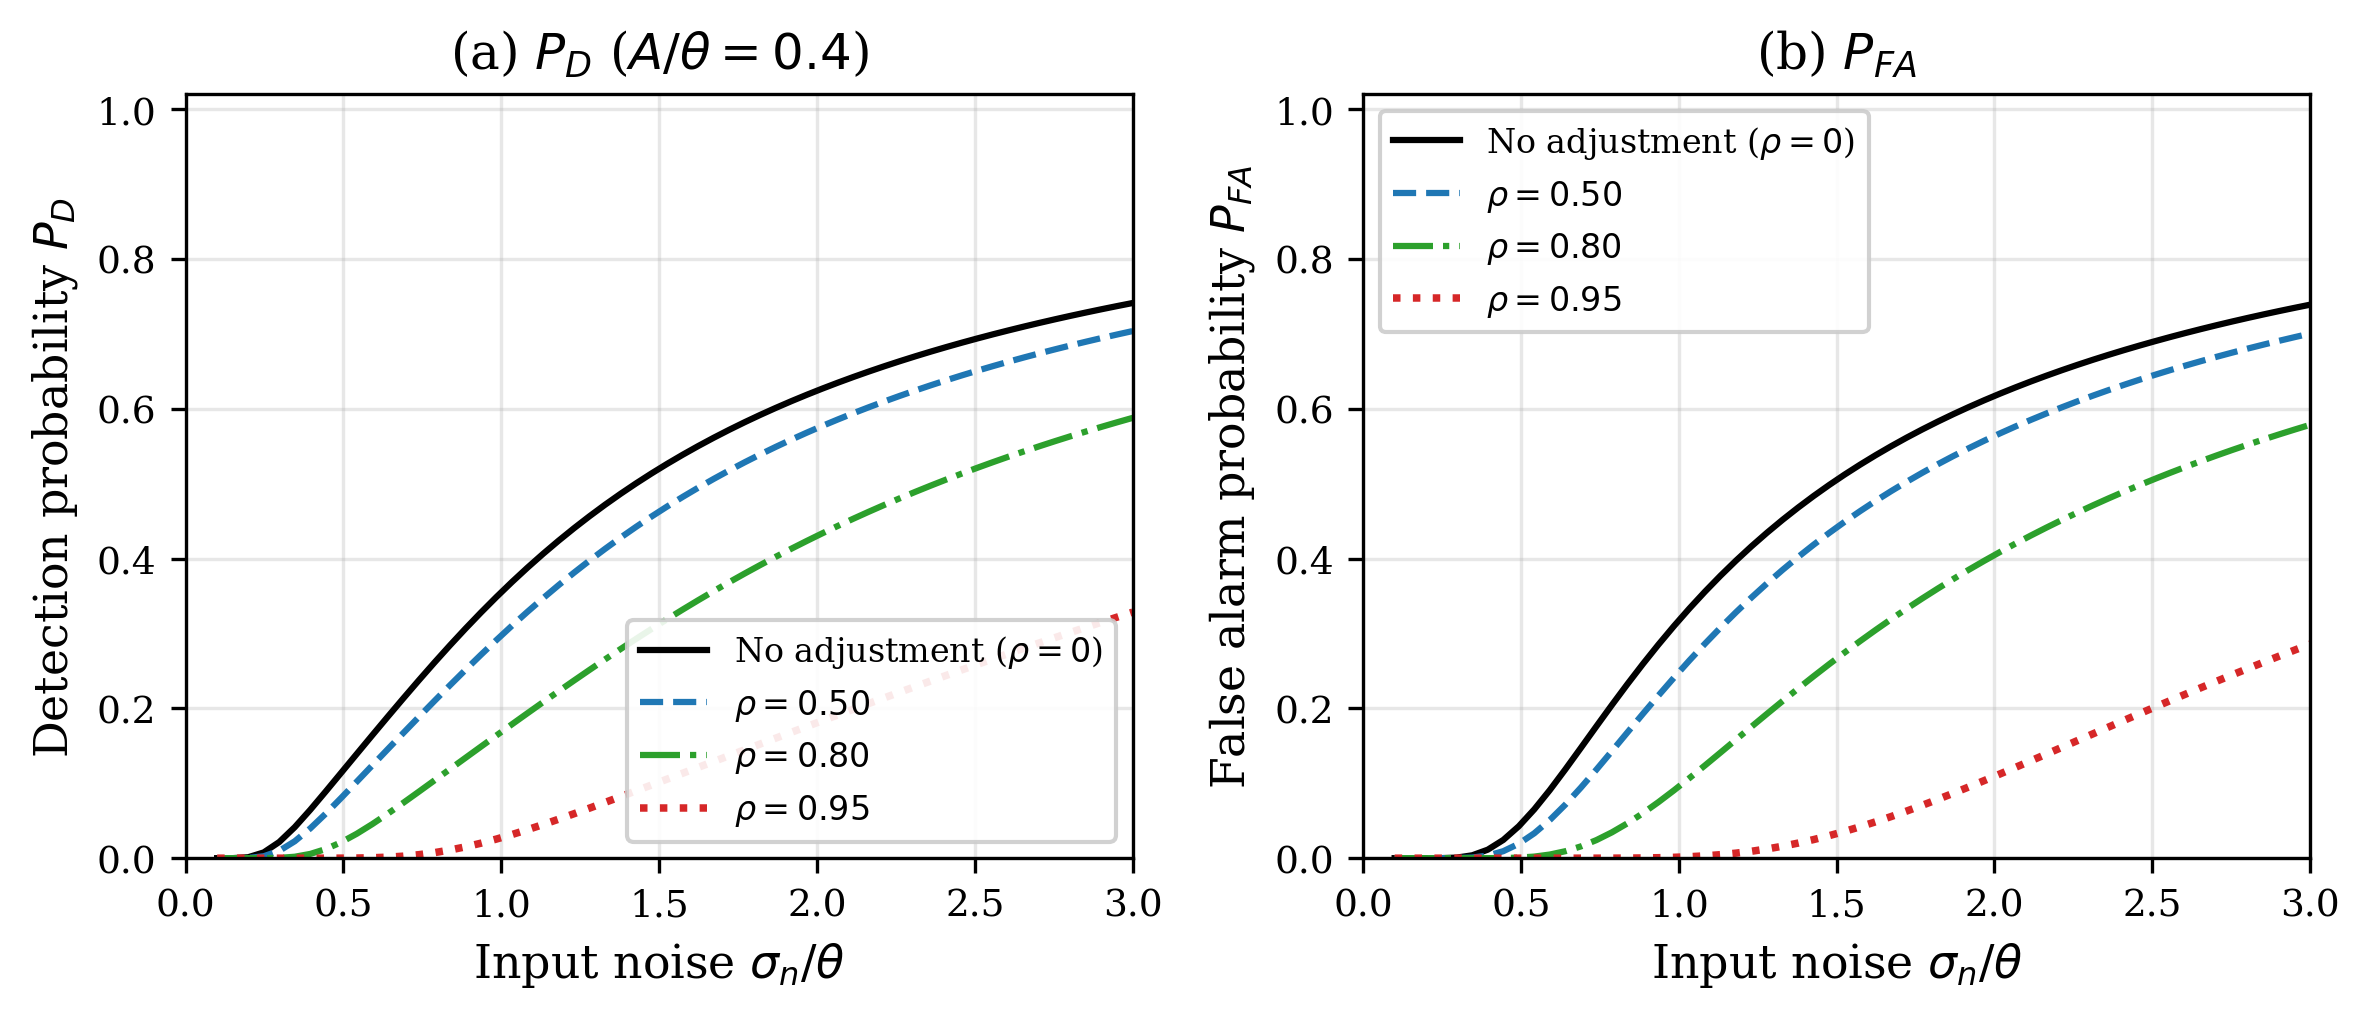 (a) P_D (A/θ = 0.4)
Detection probability P_D
1.0
0.8
0.6
0.4
0.2
0.0
0.0 0.5 1.0 1.5 2.0 2.5 3.0
Input noise σ_n/θ
No adjustment (ρ = 0)
ρ = 0.50
ρ = 0.80
ρ = 0.95
(b) P_FA
False alarm probability P_FA
1.0
0.8
0.6
0.4
0.2
0.0
0.0 0.5 1.0 1.5 2.0 2.5 3.0
Input noise σ_n/θ
No adjustment (ρ = 0)
ρ = 0.50
ρ = 0.80
ρ = 0.95